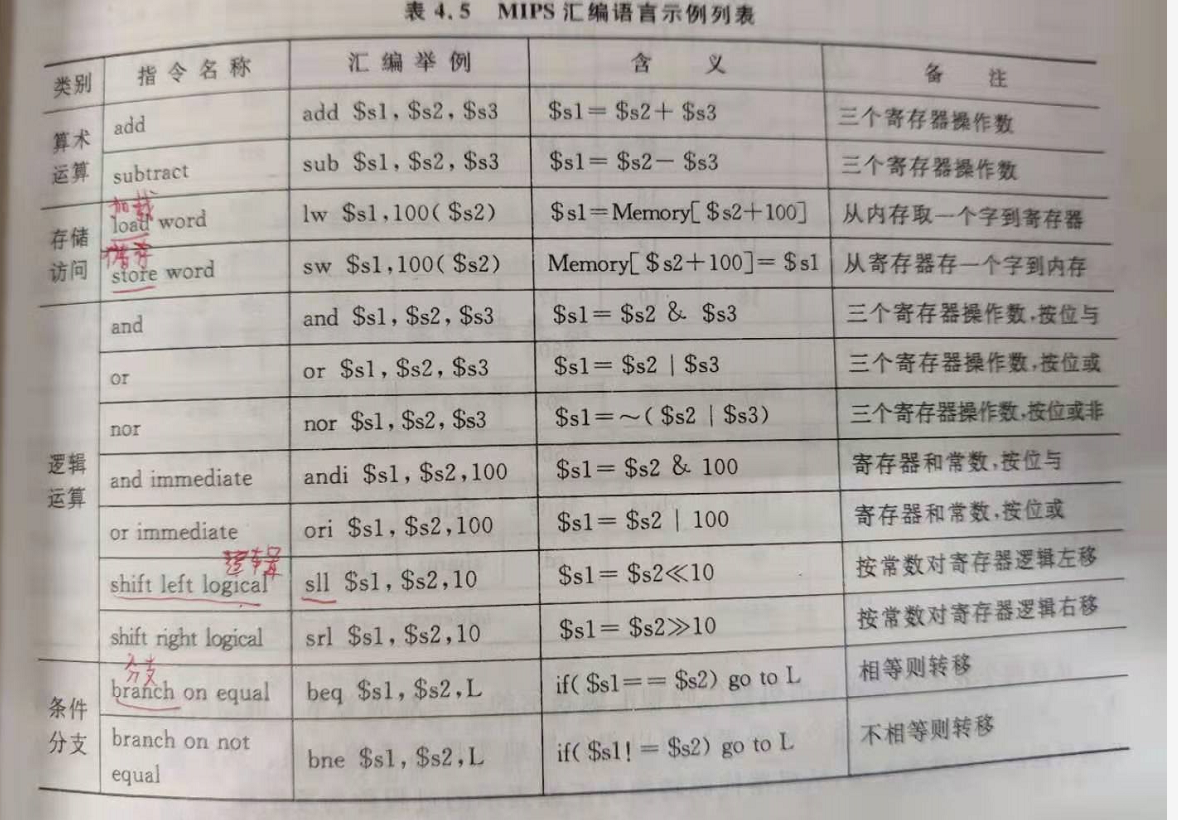 表 4.5 MIPS 汇编语言示例列表
类别 指令名称 汇编举例 含义 备注
算术运算 add add $s1, $s2, $s3 $s1= $s2+ $s3 三个寄存器操作数
subtract sub $s1, $s2, $s3 $s1= $s2- $s3 三个寄存器操作数
加载
存储访问 load word lw $s1,100( $s2) $s1=Memory[ $s2+100] 从内存取一个字到寄存器
储存
store word sw $s1,100( $s2) Memory[ $s2+100]= $s1 从寄存器存一个字到内存
逻辑运算 and and $s1, $s2, $s3 $s1= $s2 & $s3 三个寄存器操作数,按位与
or or $s1, $s2, $s3 $s1= $s2 | $s3 三个寄存器操作数,按位或
nor nor $s1, $s2, $s3 $s1=~( $s2 | $s3) 三个寄存器操作数,按位或非
and immediate andi $s1, $s2,100 $s1= $s2 & 100 寄存器和常数,按位与
or immediate ori $s1, $s2,100 $s1= $s2 | 100 寄存器和常数,按位或
逻辑
shift left logical sll $s1, $s2,10 $s1= $s2≪10 按常数对寄存器逻辑左移
shift right logical srl $s1, $s2,10 $s1= $s2≫10 按常数对寄存器逻辑右移
分支
条件分支 branch on equal beq $s1, $s2,L if( $s1== $s2) go to L 相等则转移
branch on not equal bne $s1, $s2,L if( $s1!= $s2) go to L 不相等则转移